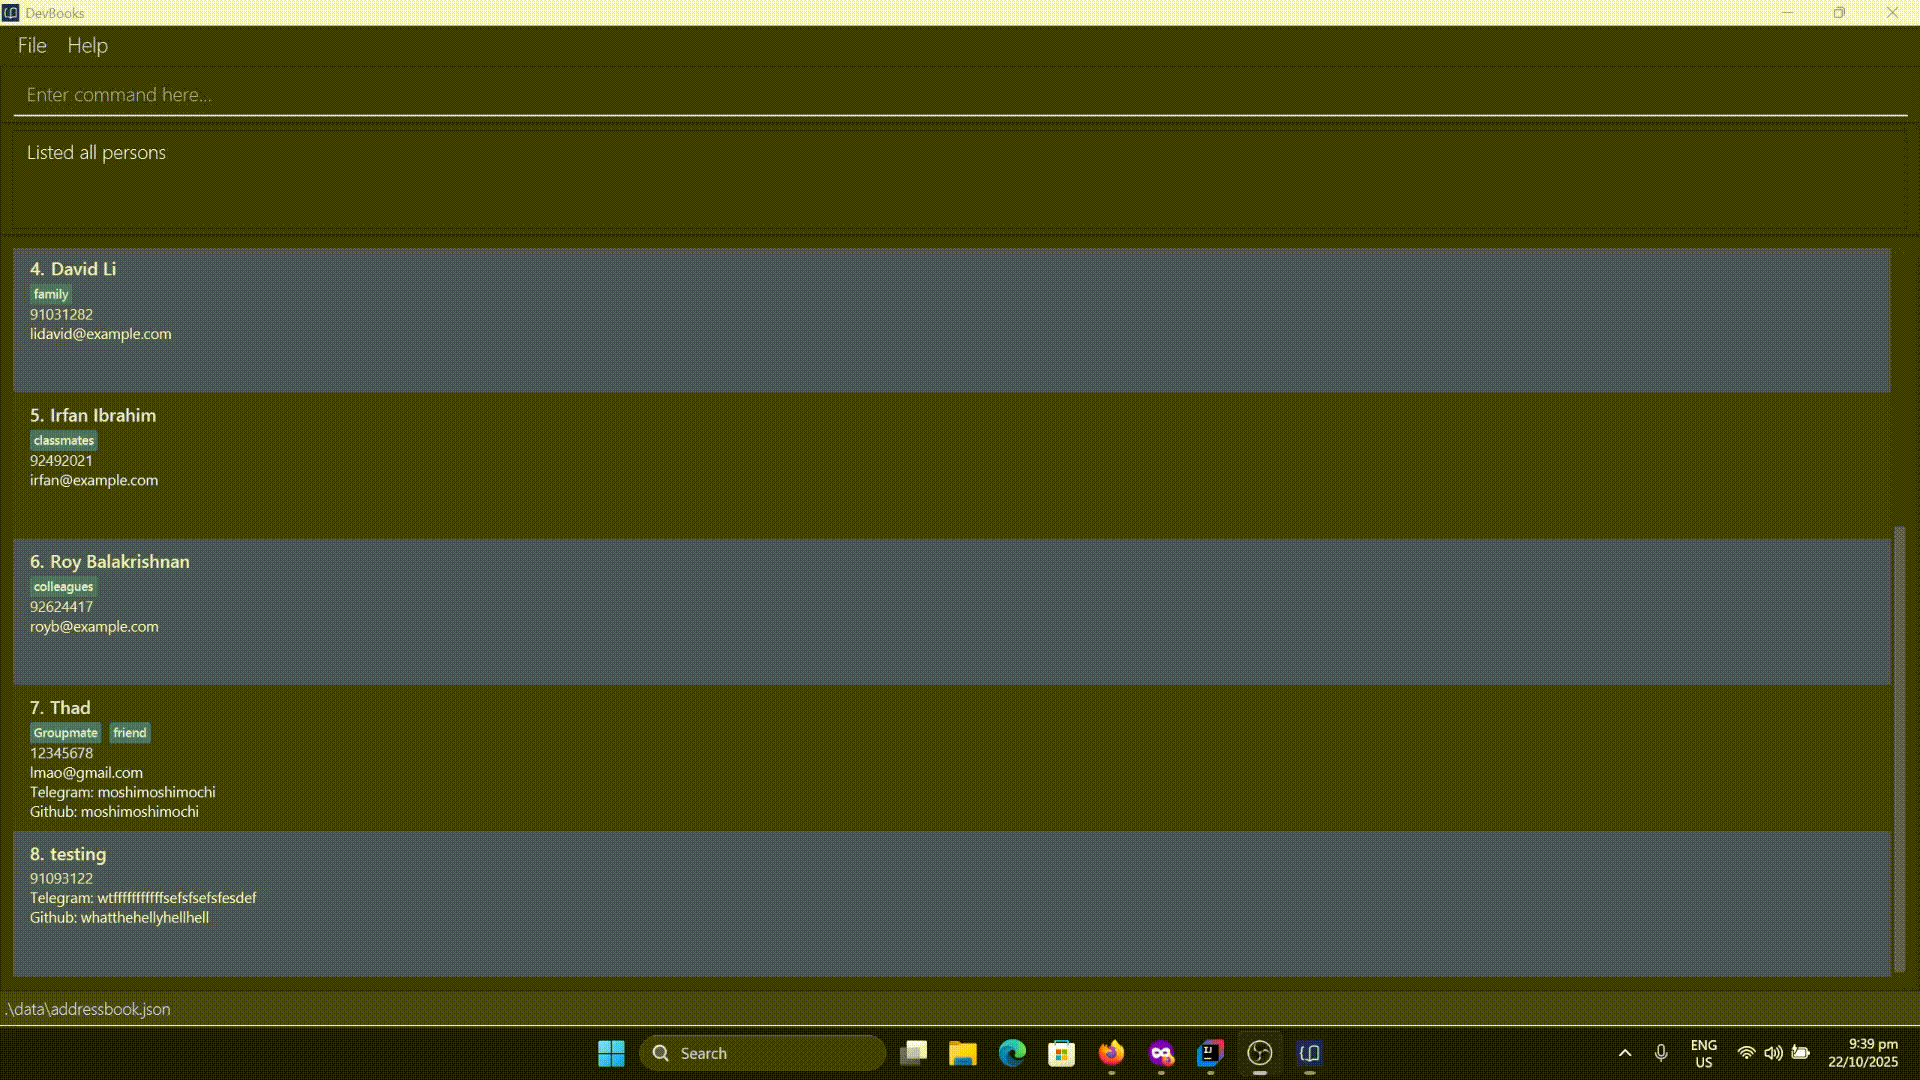 DevBooks
File Help
Enter command here...
Listed all persons
4. David Li
family
91031282
lidavid@example.com
5. Irfan Ibrahim
classmates
92492021
irfan@example.com
6. Roy Balakrishnan
colleagues
92624417
royb@example.com
7. Thad
Groupmate friend
12345678
lmao@gmail.com
Telegram: moshimoshimochi
Github: moshimoshimochi
8. testing
91093122
Github: whatthehellyhellhell
.\data\addressbook.json
Search
ENG
US
9:39 pm
22/10/2025